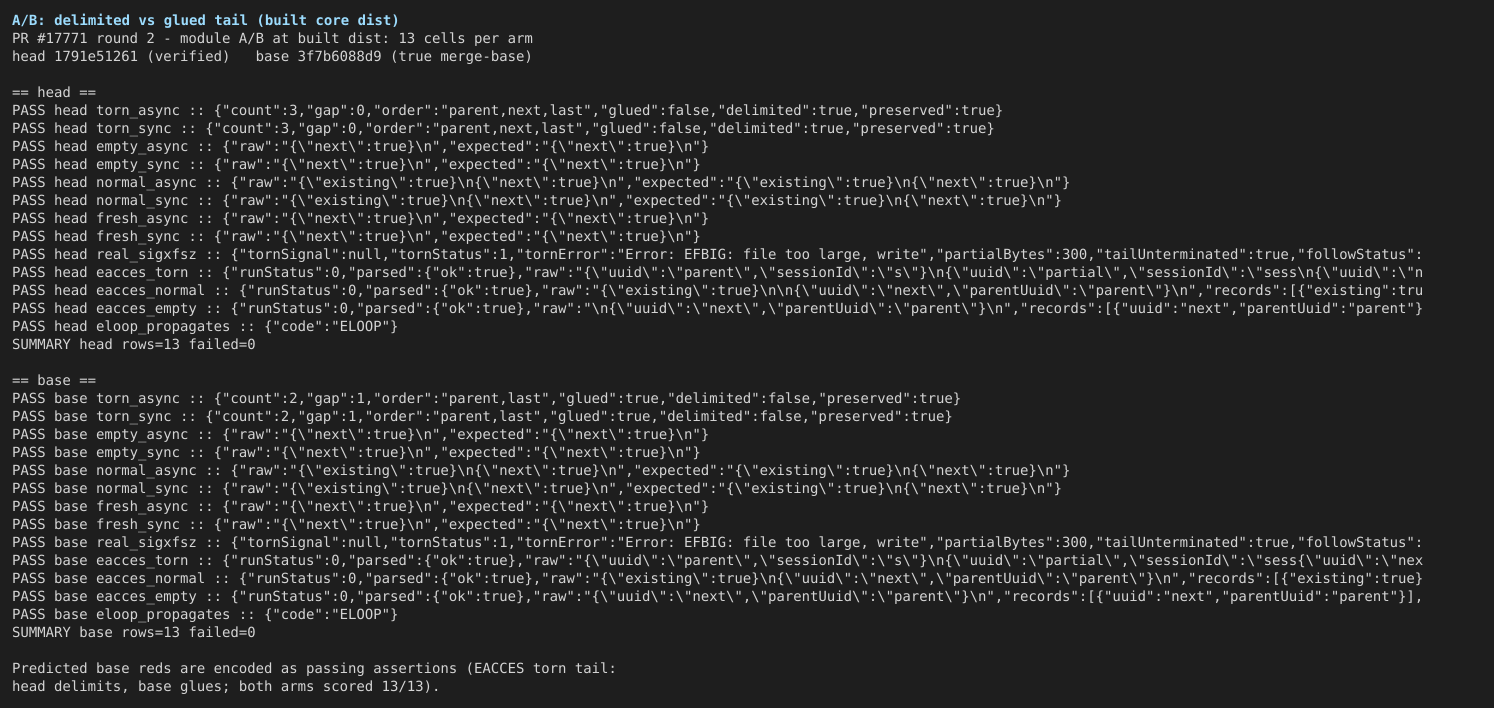 A/B: delimited vs glued tail (built core dist)
PR #17771 round 2 - module A/B at built dist: 13 cells per arm
head 1791e51261 (verified)   base 3f7b6088d9 (true merge-base)

== head ==
PASS head torn_async :: {"count":3,"gap":0,"order":"parent,next,last","glued":false,"delimited":true,"preserved":true}
PASS head torn_sync :: {"count":3,"gap":0,"order":"parent,next,last","glued":false,"delimited":true,"preserved":true}
PASS head empty_async :: {"raw":"{\"next\":true}\n","expected":"{\"next\":true}\n"}
PASS head empty_sync :: {"raw":"{\"next\":true}\n","expected":"{\"next\":true}\n"}
PASS head normal_async :: {"raw":"{\"existing\":true}\n{\"next\":true}\n","expected":"{\"existing\":true}\n{\"next\":true}\n"}
PASS head normal_sync :: {"raw":"{\"existing\":true}\n{\"next\":true}\n","expected":"{\"existing\":true}\n{\"next\":true}\n"}
PASS head fresh_async :: {"raw":"{\"next\":true}\n","expected":"{\"next\":true}\n"}
PASS head fresh_sync :: {"raw":"{\"next\":true}\n","expected":"{\"next\":true}\n"}
PASS head real_sigxfsz :: {"tornSignal":null,"tornStatus":1,"tornError":"Error: EFBIG: file too large, write","partialBytes":300,"tailUnterminated":true,"followStatus":
PASS head eacces_torn :: {"runStatus":0,"parsed":{"ok":true},"raw":"{\"uuid\":\"parent\",\"sessionId\":\"s\"}\n{\"uuid\":\"partial\",\"sessionId\":\"sess\n{\"uuid\":\"n
PASS head eacces_normal :: {"runStatus":0,"parsed":{"ok":true},"raw":"{\"existing\":true}\n\n{\"uuid\":\"next\",\"parentUuid\":\"parent\"}\n","records":[{"existing":tru
PASS head eacces_empty :: {"runStatus":0,"parsed":{"ok":true},"raw":"\n{\"uuid\":\"next\",\"parentUuid\":\"parent\"}\n","records":[{"uuid":"next","parentUuid":"parent"}
PASS head eloop_propagates :: {"code":"ELOOP"}
SUMMARY head rows=13 failed=0

== base ==
PASS base torn_async :: {"count":2,"gap":1,"order":"parent,last","glued":true,"delimited":false,"preserved":true}
PASS base torn_sync :: {"count":2,"gap":1,"order":"parent,last","glued":true,"delimited":false,"preserved":true}
PASS base empty_async :: {"raw":"{\"next\":true}\n","expected":"{\"next\":true}\n"}
PASS base empty_sync :: {"raw":"{\"next\":true}\n","expected":"{\"next\":true}\n"}
PASS base normal_async :: {"raw":"{\"existing\":true}\n{\"next\":true}\n","expected":"{\"existing\":true}\n{\"next\":true}\n"}
PASS base normal_sync :: {"raw":"{\"existing\":true}\n{\"next\":true}\n","expected":"{\"existing\":true}\n{\"next\":true}\n"}
PASS base fresh_async :: {"raw":"{\"next\":true}\n","expected":"{\"next\":true}\n"}
PASS base fresh_sync :: {"raw":"{\"next\":true}\n","expected":"{\"next\":true}\n"}
PASS base real_sigxfsz :: {"tornSignal":null,"tornStatus":1,"tornError":"Error: EFBIG: file too large, write","partialBytes":300,"tailUnterminated":true,"followStatus":
PASS base eacces_torn :: {"runStatus":0,"parsed":{"ok":true},"raw":"{\"uuid\":\"parent\",\"sessionId\":\"s\"}\n{\"uuid\":\"partial\",\"sessionId\":\"sess{\"uuid\":\"nex
PASS base eacces_normal :: {"runStatus":0,"parsed":{"ok":true},"raw":"{\"existing\":true}\n{\"uuid\":\"next\",\"parentUuid\":\"parent\"}\n","records":[{"existing":true}
PASS base eacces_empty :: {"runStatus":0,"parsed":{"ok":true},"raw":"{\"uuid\":\"next\",\"parentUuid\":\"parent\"}\n","records":[{"uuid":"next","parentUuid":"parent"}],
PASS base eloop_propagates :: {"code":"ELOOP"}
SUMMARY base rows=13 failed=0

Predicted base reds are encoded as passing assertions (EACCES torn tail:
head delimits, base glues; both arms scored 13/13).